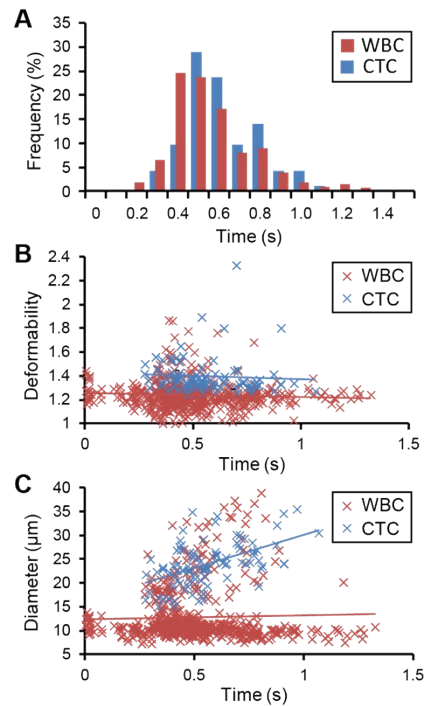 A
35
30
25
20
15
10
5
0
Frequency (%)
WBC
CTC
0 0.2 0.4 0.6 0.8 1.0 1.2 1.4
Time (s)
B
2.4
2.2
2
1.8
1.6
1.4
1.2
1
Deformability
WBC
CTC
0 0.5 1 1.5
Time (s)
C
40
35
30
25
20
15
10
5
Diameter (µm)
WBC
CTC
0 0.5 1 1.5
Time (s)